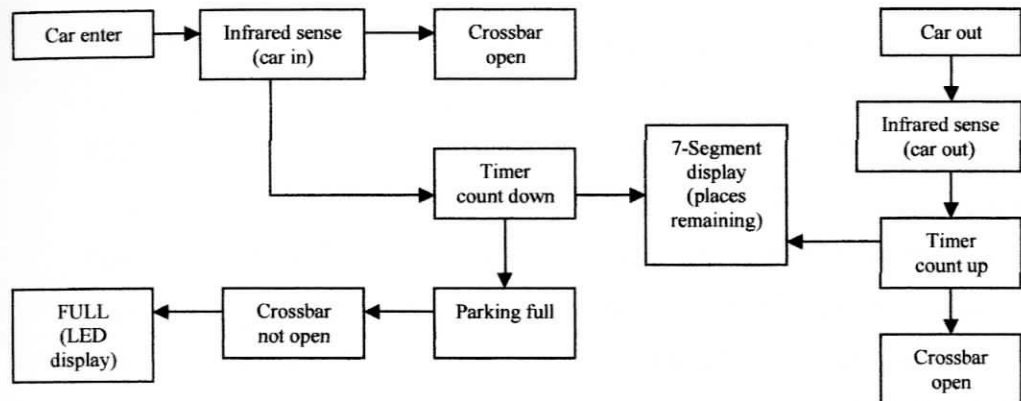 Car enter
Infrared sense
(car in)
Crossbar
open
Car out
Infrared sense
(car out)
Timer
count down
7-Segment
display
(places
remaining)
Timer
count up
FULL
(LED
display)
Crossbar
not open
Parking full
Crossbar
open